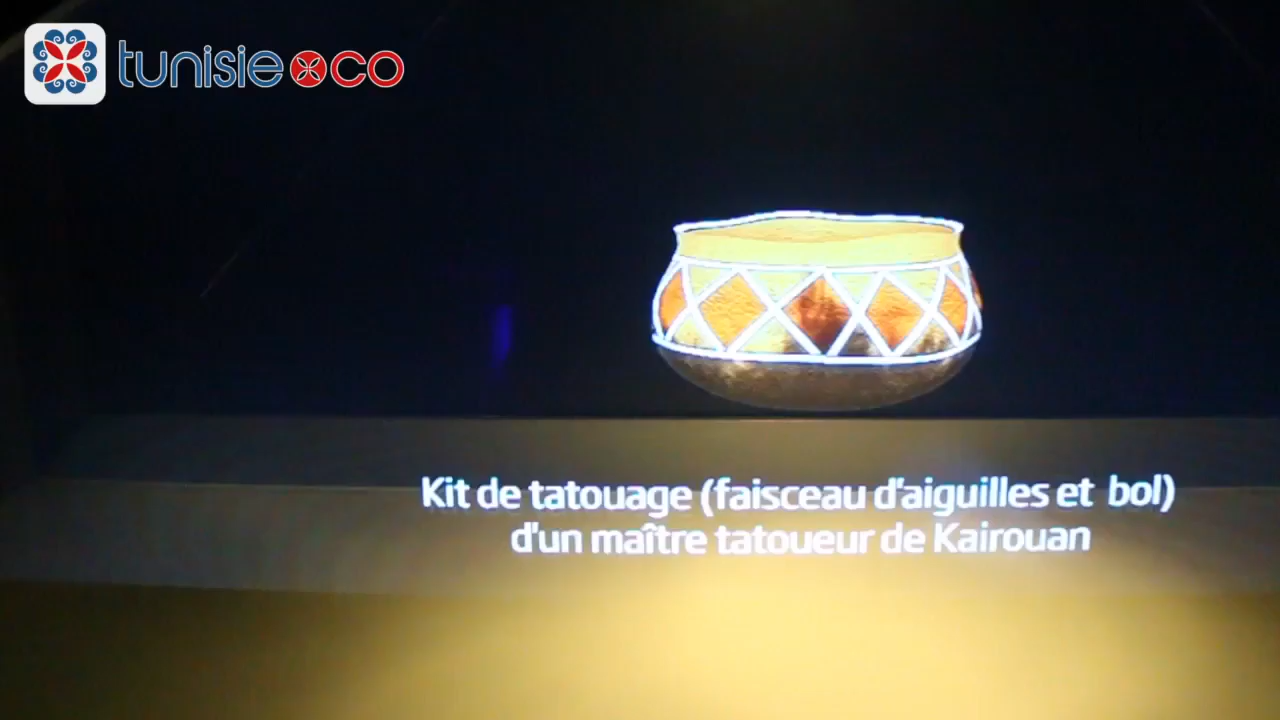 tunisie co
Kit de tatouage (faisceau d'aiguilles et bol)
d'un maître tatoueur de Kairouan